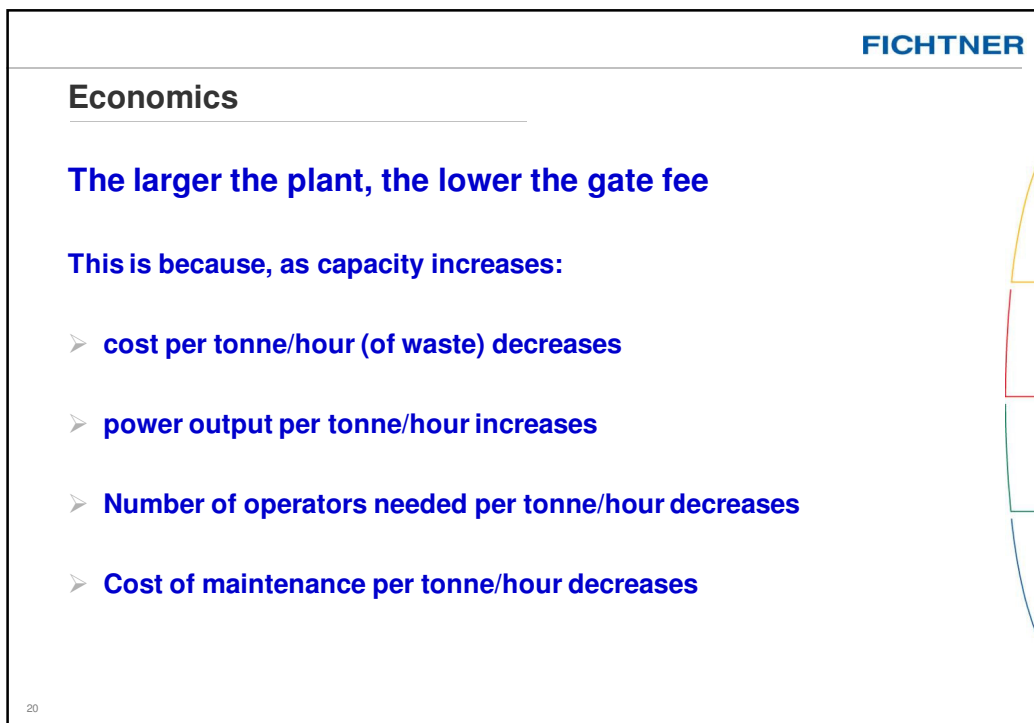 FICHTNER
Economics
The larger the plant, the lower the gate fee
This is because, as capacity increases:
➢ cost per tonne/hour (of waste) decreases
➢ power output per tonne/hour increases
➢ Number of operators needed per tonne/hour decreases
➢ Cost of maintenance per tonne/hour decreases
20